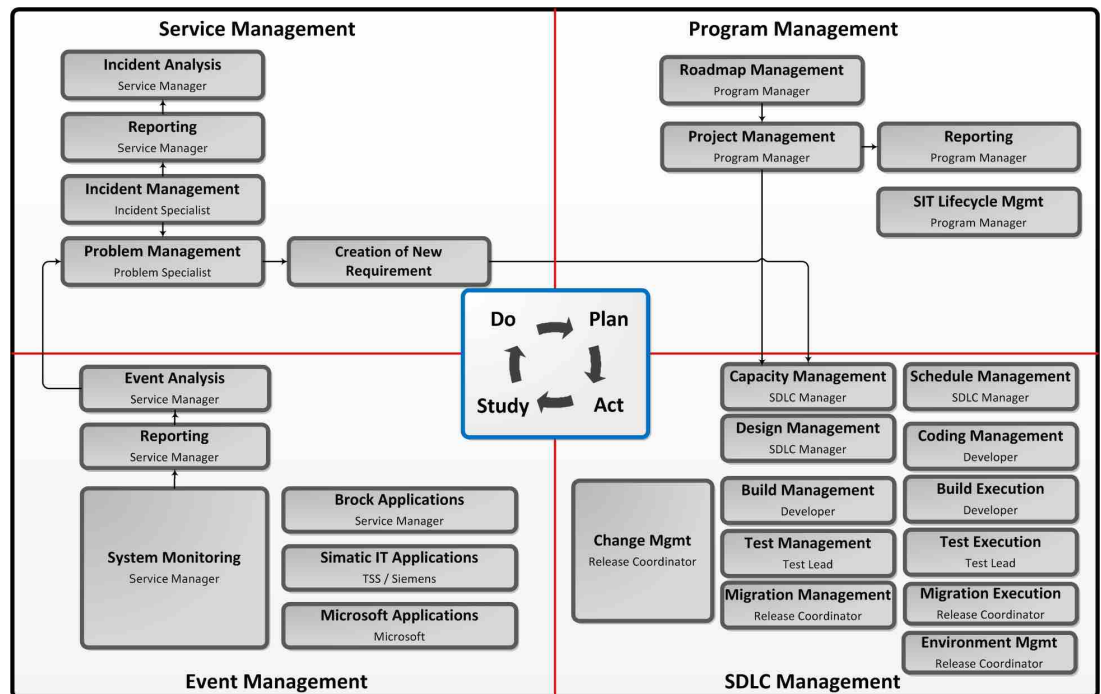 Service Management
Incident Analysis
Service Manager
Reporting
Service Manager
Incident Management
Incident Specialist
Problem Management
Problem Specialist
Creation of New
Requirement
Program Management
Roadmap Management
Program Manager
Project Management
Program Manager
Reporting
Program Manager
SIT Lifecycle Mgmt
Program Manager
Do
Plan
Study
Act
Event Analysis
Service Manager
Reporting
Service Manager
System Monitoring
Service Manager
Brock Applications
Service Manager
Simatic IT Applications
TSS / Siemens
Microsoft Applications
Microsoft
Event Management
Capacity Management
SDLC Manager
Schedule Management
SDLC Manager
Design Management
SDLC Manager
Coding Management
Developer
Change Mgmt
Release Coordinator
Build Management
Developer
Build Execution
Developer
Test Management
Test Lead
Test Execution
Test Lead
Migration Management
Release Coordinator
Migration Execution
Release Coordinator
Environment Mgmt
Release Coordinator
SDLC Management